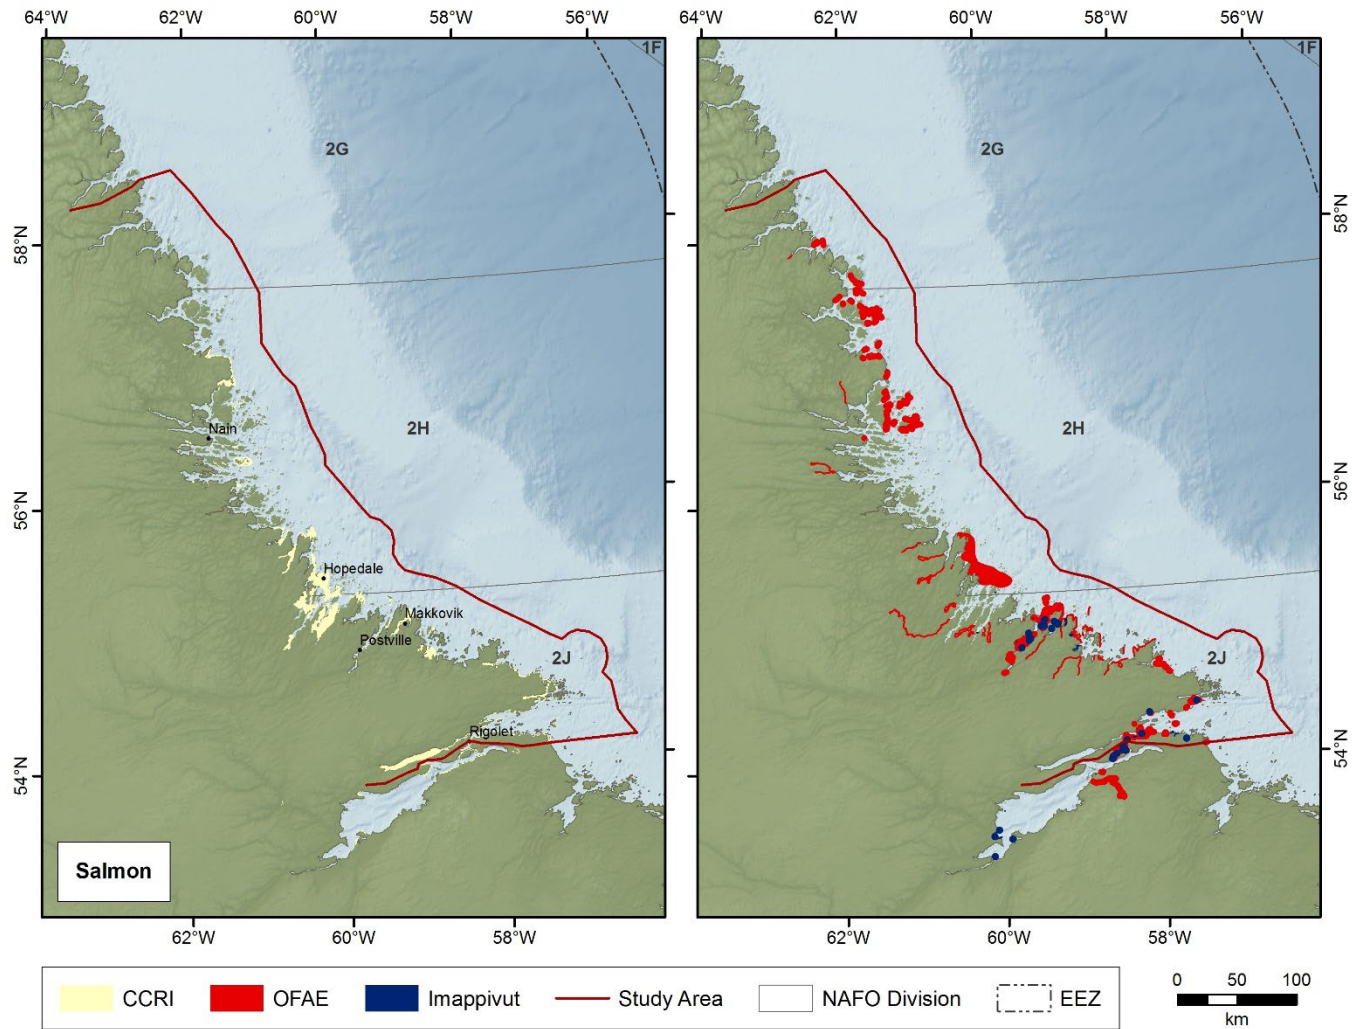 64°W 62°W 60°W 58°W 56°W 64°W 62°W 60°W 58°W 56°W
1F 1F
2G 2G
58°N 58°N
2H 2H
Nain
56°N 56°N
Hopedale
Makkovik
Postville
2J 2J
Rigolet
54°N 54°N
Salmon
62°W 60°W 58°W 62°W 60°W 58°W
CCRI OFAE Imappivut Study Area NAFO Division EEZ
0 50 100
km